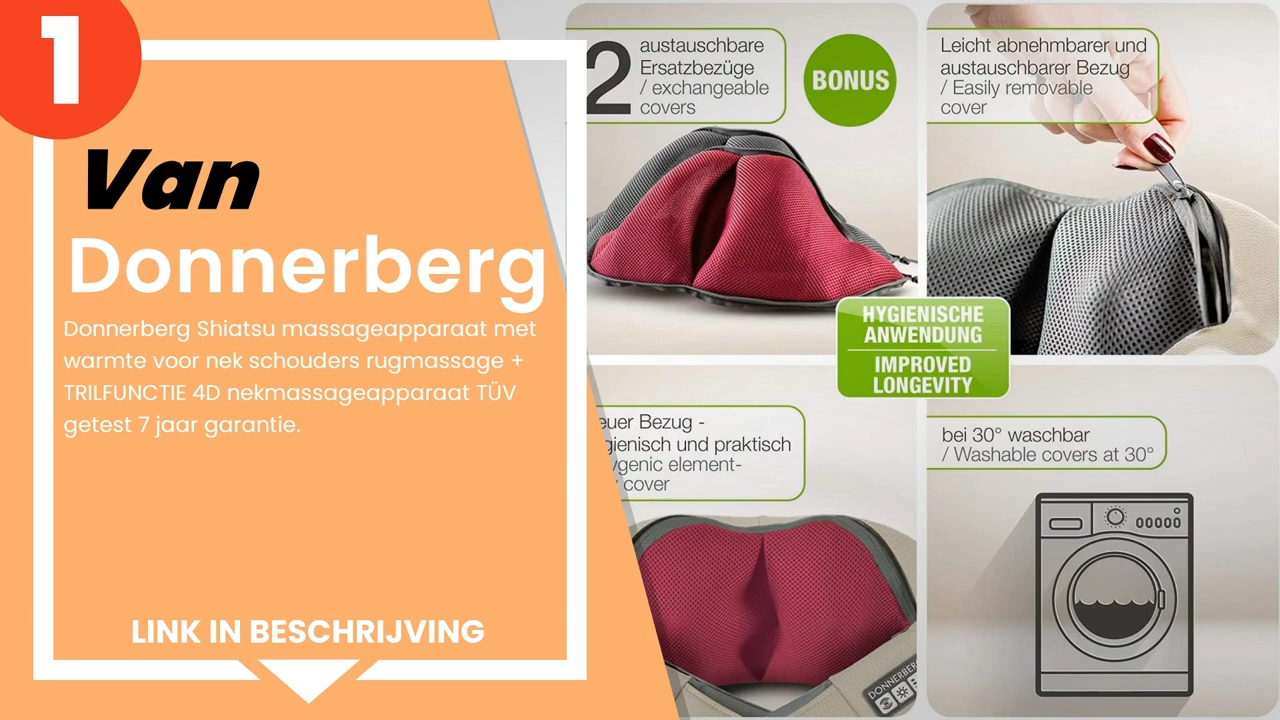 1
Van
Donnerberg
Donnerberg Shiatsu massageapparaat met
warmte voor nek schouders rugmassage +
TRILFUNCTIE 4D nekmassageapparaat TÜV
getest 7 jaar garantie.
LINK IN BESCHRIJVING
2
austauschbare
Ersatzbezüge
/ exchangeable
covers
BONUS
Leicht abnehmbarer und
austauschbarer Bezug
/ Easily removable
cover
HYGIENISCHE
ANWENDUNG
IMPROVED
LONGEVITY
euer Bezug -
gienisch und praktisch
ygenic element-
cover
bei 30° waschbar
/ Washable covers at 30°
DONNERBER